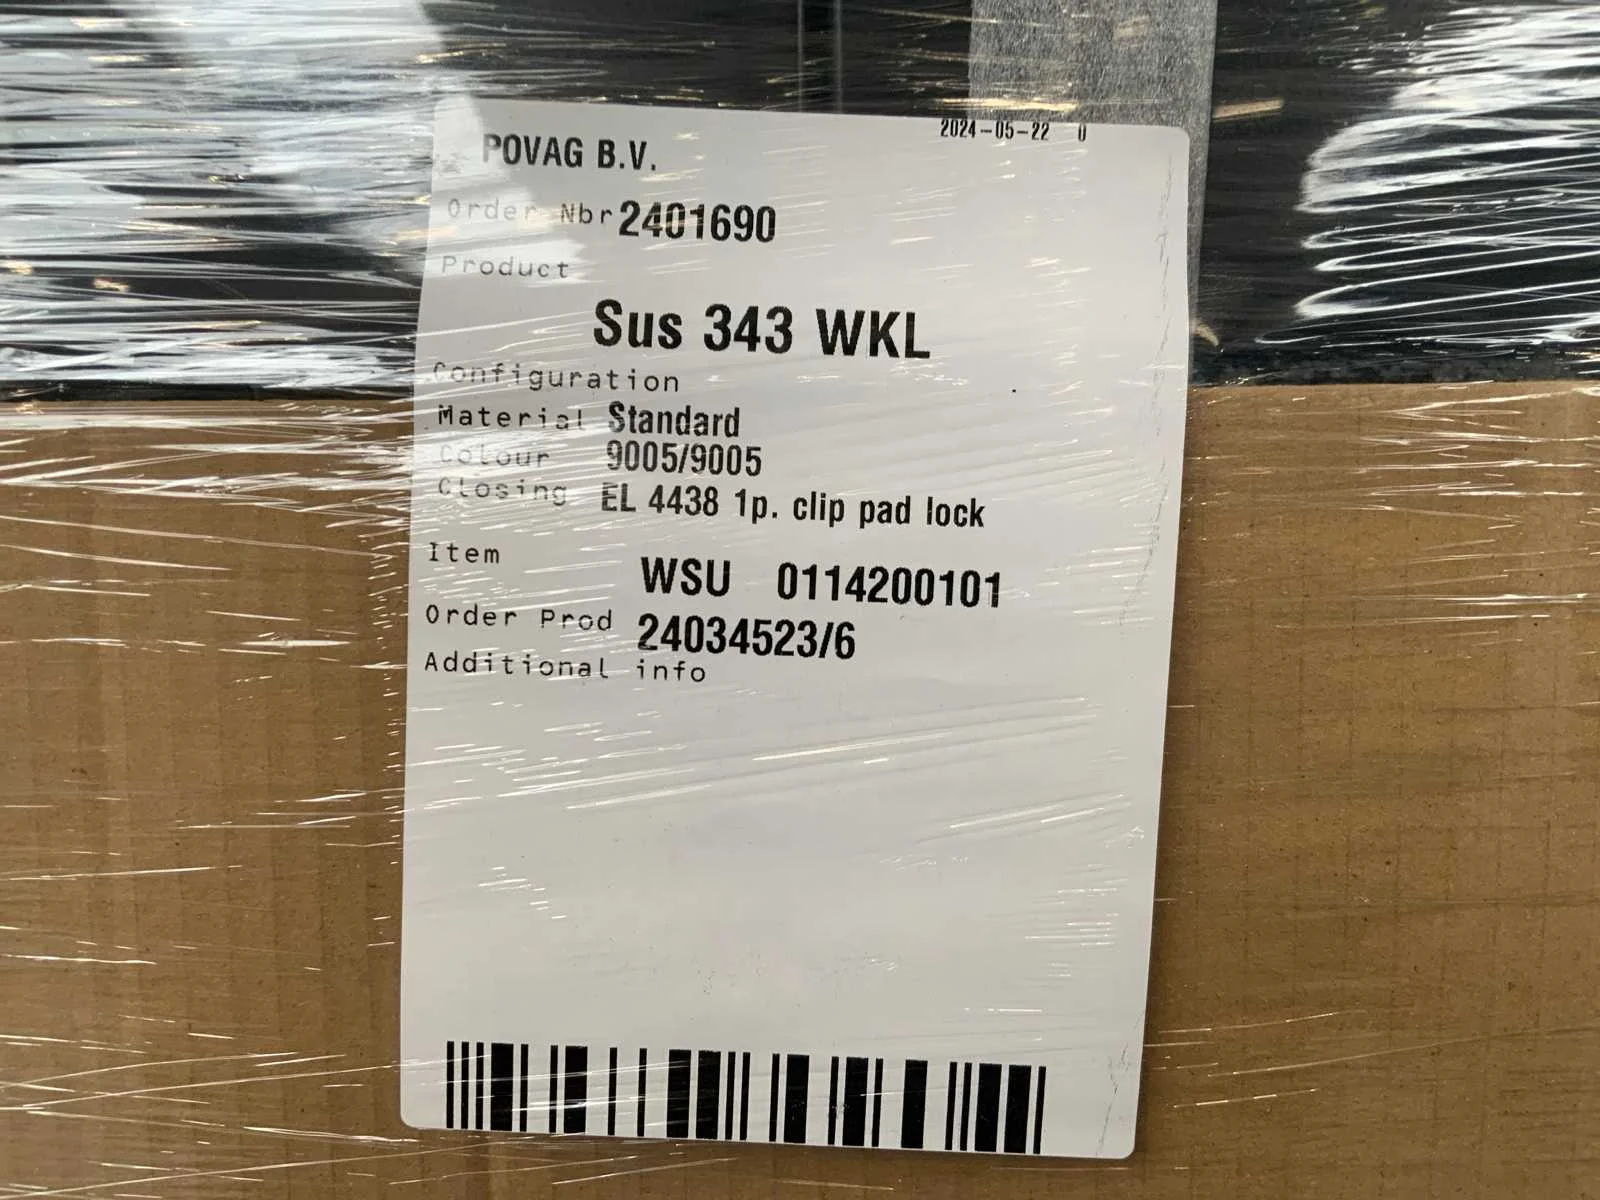 2024-05-22 0
POVAG B.V.
Order Nbr 2401690
Product
Sus 343 WKL
Configuration
Material Standard
Colour 9005/9005
Closing EL 4438 1p. clip pad lock
Item
WSU 0114200101
Order Prod 24034523/6
Additional info